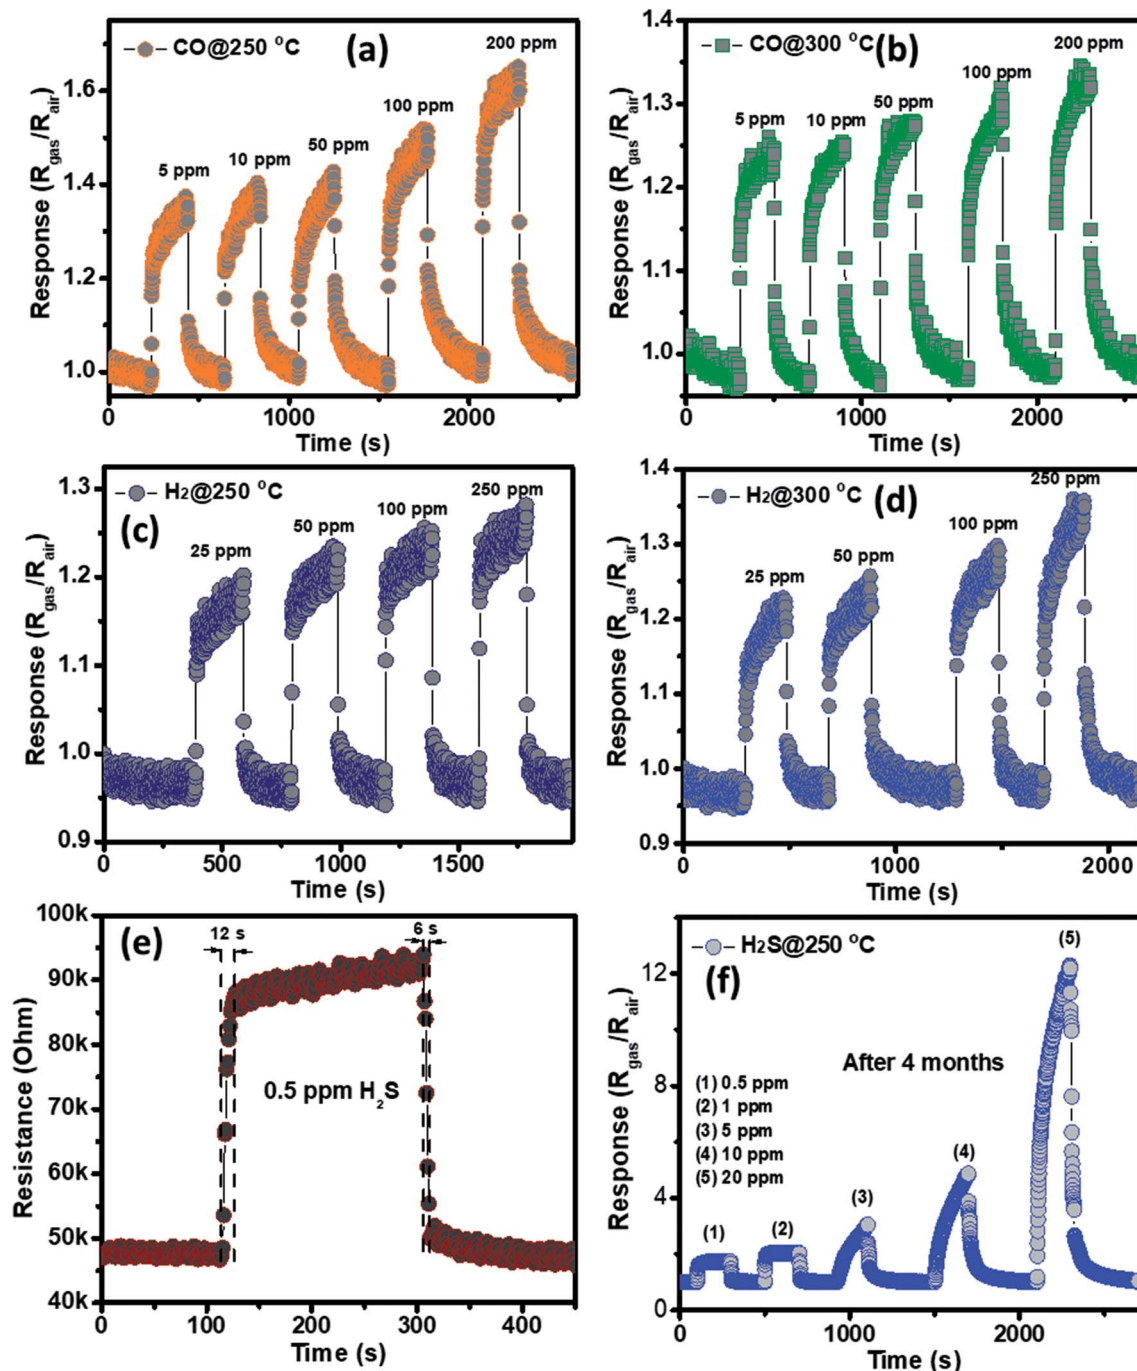 CO@250 °C
(a)
5 ppm
10 ppm
50 ppm
100 ppm
200 ppm
1.6
1.4
1.2
1.0
Response (Rgas/Rair)
0
1000
2000
Time (s)
CO@300 °C
(b)
5 ppm
10 ppm
50 ppm
100 ppm
200 ppm
1.4
1.3
1.2
1.1
1.0
Response (Rgas/Rair)
0
1000
2000
Time (s)
H2@250 °C
(c)
25 ppm
50 ppm
100 ppm
250 ppm
1.3
1.2
1.1
1.0
0.9
Response (Rgas/Rair)
0
500
1000
1500
Time (s)
H2@300 °C
(d)
25 ppm
50 ppm
100 ppm
250 ppm
1.4
1.3
1.2
1.1
1.0
0.9
Response (Rgas/Rair)
0
1000
2000
Time (s)
(e)
12 s
6 s
0.5 ppm H2S
100k
90k
80k
70k
60k
50k
40k
Resistance (Ohm)
0
100
200
300
400
Time (s)
H2S@250 °C
(f)
After 4 months
(1) 0.5 ppm
(2) 1 ppm
(3) 5 ppm
(4) 10 ppm
(5) 20 ppm
(1)
(2)
(3)
(4)
(5)
12
8
4
0
Response (Rgas/Rair)
0
1000
2000
Time (s)